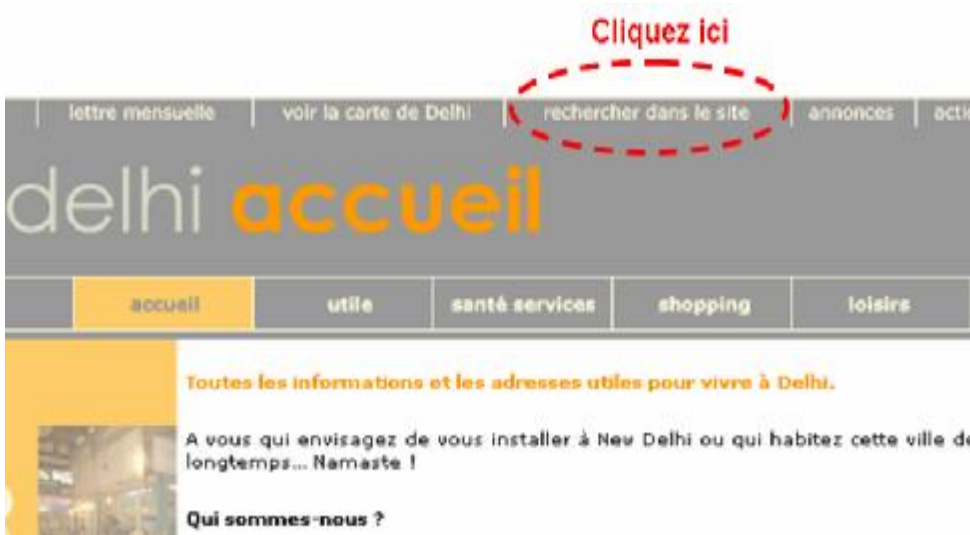 Cliquez ici
lettre mensuelle voir la carte de Delhi rechercher dans le site annonces
delhi accueil
accueil utile santé services shopping loisirs
Toutes les informations et les adresses utiles pour vivre à Delhi.
A vous qui envisagez de vous installer à New Delhi ou qui habitez cette ville
longtemps... Namaste !
Qui sommes-nous ?